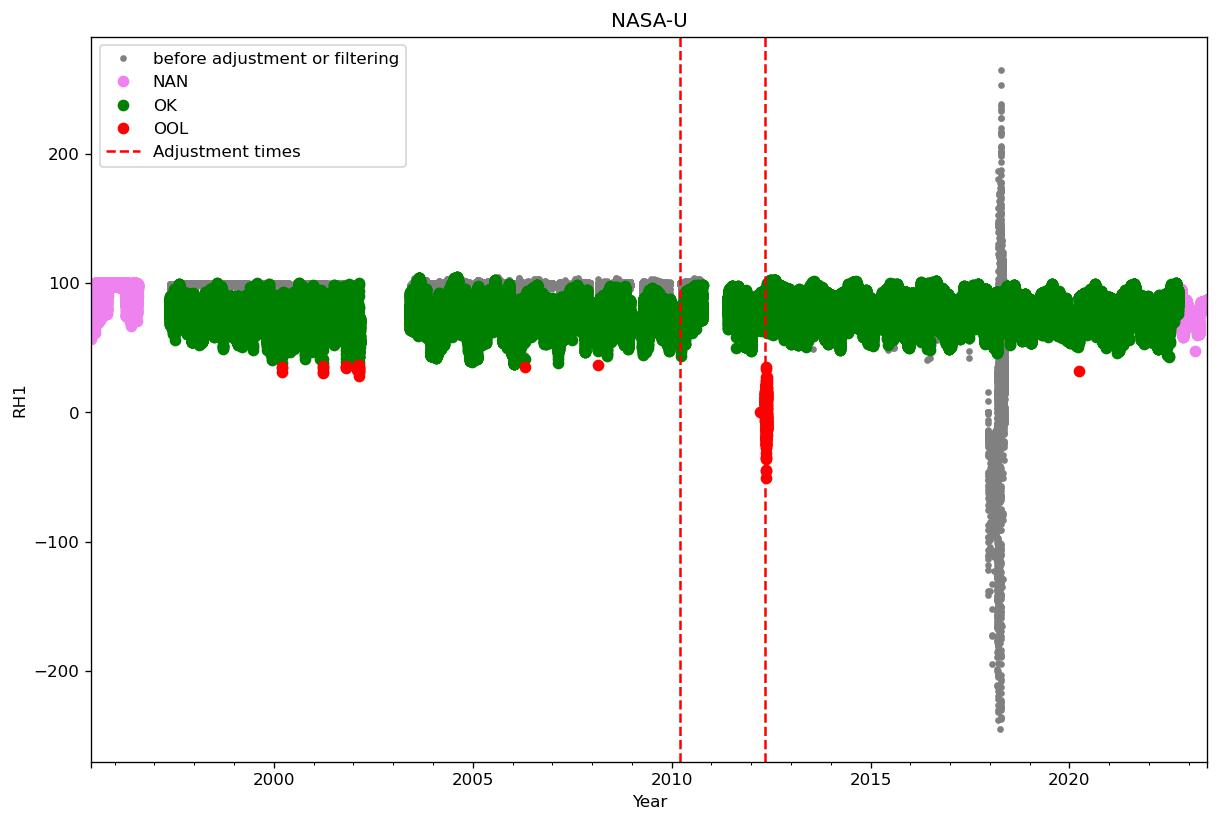 NASA-U
before adjustment or filtering
NAN
OK
OOL
Adjustment times
200
100
0
−100
−200
RH1
2000
2005
2010
2015
2020
Year